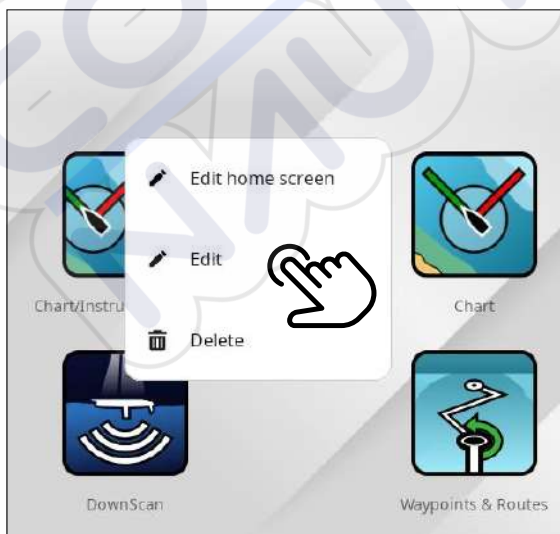 Edit home screen
Edit
Delete
Chart/Instru
Chart
DownScan
Waypoints & Routes